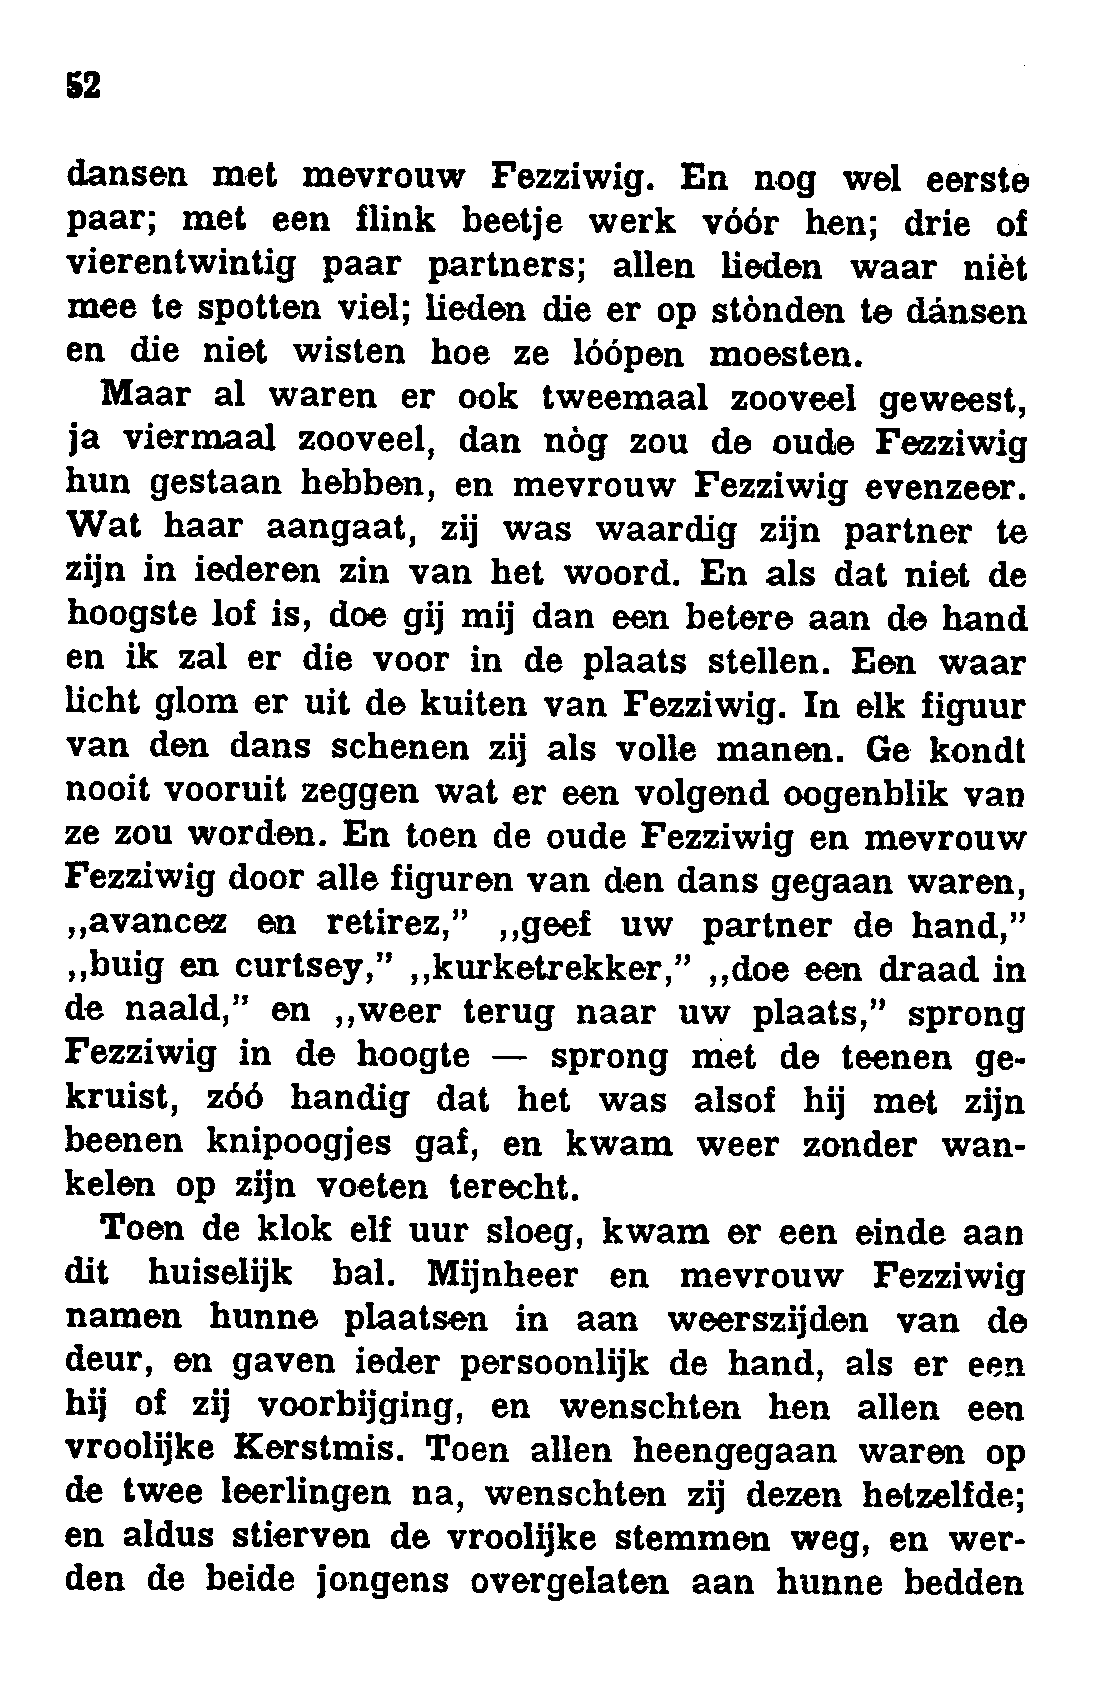 52
dansen met mevrouw Fezziwig. En nog wel eerste
paar; met een flink beetje werk vóór hen; drie of
vierentwintig paar partners; allen lieden waar nièt
mee te spotten viel; lieden die er op stònden te dánsen
en die niet wisten hoe ze lóópen moesten.
Maar al waren er ook tweemaal zooveel geweest,
ja viermaal zooveel, dan nòg zou de oude Fezziwig
hun gestaan hebben, en mevrouw Fezziwig evenzeer.
Wat haar aangaat, zij was waardig zijn partner te
zijn in iederen zin van het woord. En als dat niet de
hoogste lof is, doe gij mij dan een betere aan de hand
en ik zal er die voor in de plaats stellen. Een waar
licht glom er uit de kuiten van Fezziwig. In elk figuur
van den dans schenen zij als volle manen. Ge kondt
nooit vooruit zeggen wat er een volgend oogenblik van
ze zou worden. En toen de oude Fezziwig en mevrouw
Fezziwig door alle figuren van den dans gegaan waren,
,,avancez en retirez,” ,,geef uw partner de hand,”
,,buig en curtsey,” ,,kurketrekker,” ,,doe een draad in
de naald,” en ,,weer terug naar uw plaats,” sprong
Fezziwig in de hoogte — sprong met de teenen ge-
kruist, zóó handig dat het was alsof hij met zijn
beenen knipoogjes gaf, en kwam weer zonder wan-
kelen op zijn voeten terecht.
Toen de klok elf uur sloeg, kwam er een einde aan
dit huiselijk bal. Mijnheer en mevrouw Fezziwig
namen hunne plaatsen in aan weerszijden van de
deur, en gaven ieder persoonlijk de hand, als er een
hij of zij voorbijging, en wenschten hen allen een
vroolijke Kerstmis. Toen allen heengegaan waren op
de twee leerlingen na, wenschten zij dezen hetzelfde;
en aldus stierven de vroolijke stemmen weg, en wer-
den de beide jongens overgelaten aan hunne bedden